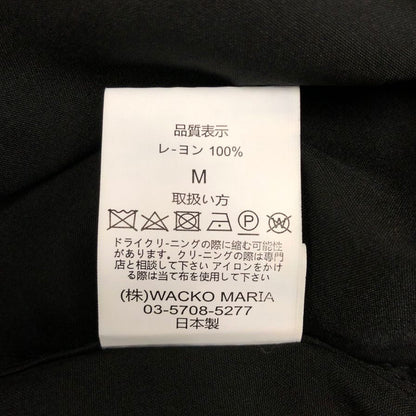 品質表示
レ-ヨン 100%
M
取扱い方
P W
ドライクリ-ニングの際に縮む可能性
があります。クリ-ニングの際は専門
店と相談して下さい アイロンをかけ
る際は当て布を使用して下さい
(株)WACKO MARIA
03-5708-5277
日本製